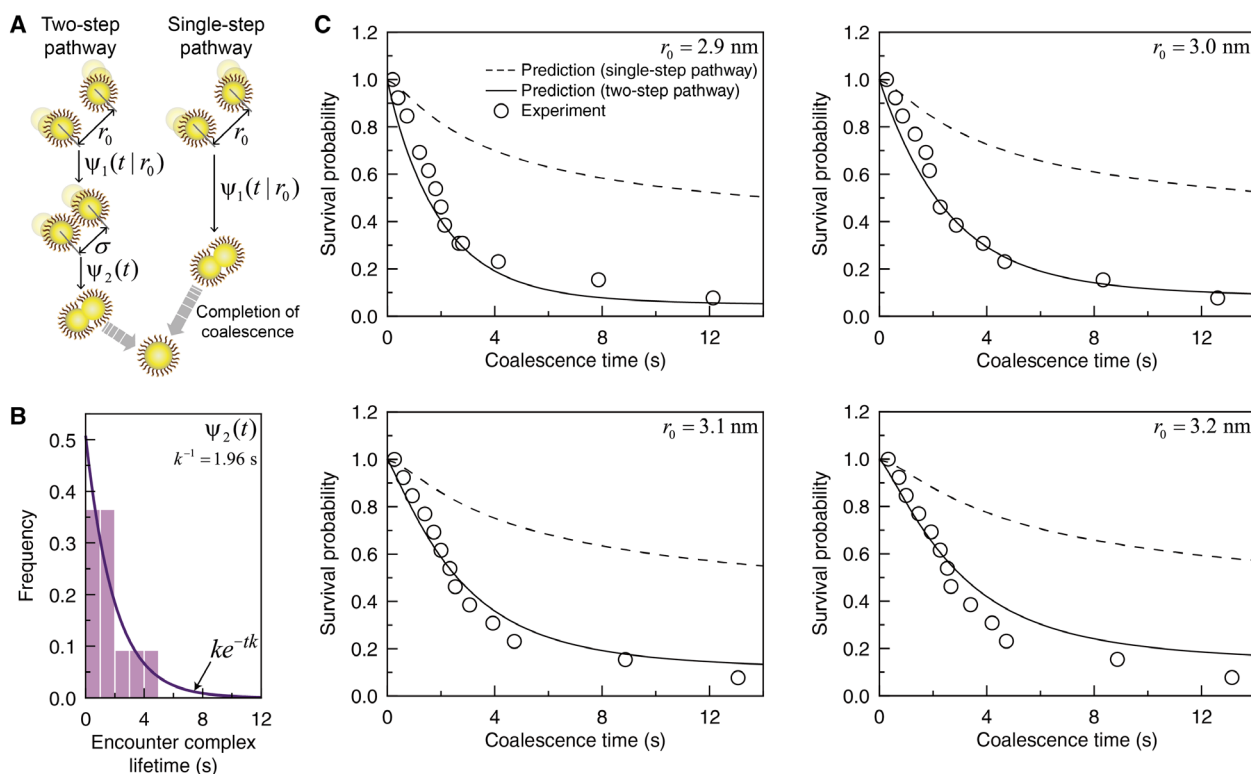 A
Two-step pathway
Single-step pathway
r0
r0
ψ1(t | r0)
ψ1(t | r0)
σ
ψ2(t)
Completion of coalescence
B
ψ2(t)
k−1 = 1.96 s
ke−tk
Frequency
0.5
0.4
0.3
0.2
0.1
0.0
0 4 8 12
Encounter complex
lifetime (s)
C
r0 = 2.9 nm
Prediction (single-step pathway)
Prediction (two-step pathway)
Experiment
Survival probability
1.2
1.0
0.8
0.6
0.4
0.2
0.0
0 4 8 12
Coalescence time (s)
r0 = 3.0 nm
Survival probability
1.2
1.0
0.8
0.6
0.4
0.2
0.0
0 4 8 12
Coalescence time (s)
r0 = 3.1 nm
Survival probability
1.2
1.0
0.8
0.6
0.4
0.2
0.0
0 4 8 12
Coalescence time (s)
r0 = 3.2 nm
Survival probability
1.2
1.0
0.8
0.6
0.4
0.2
0.0
0 4 8 12
Coalescence time (s)